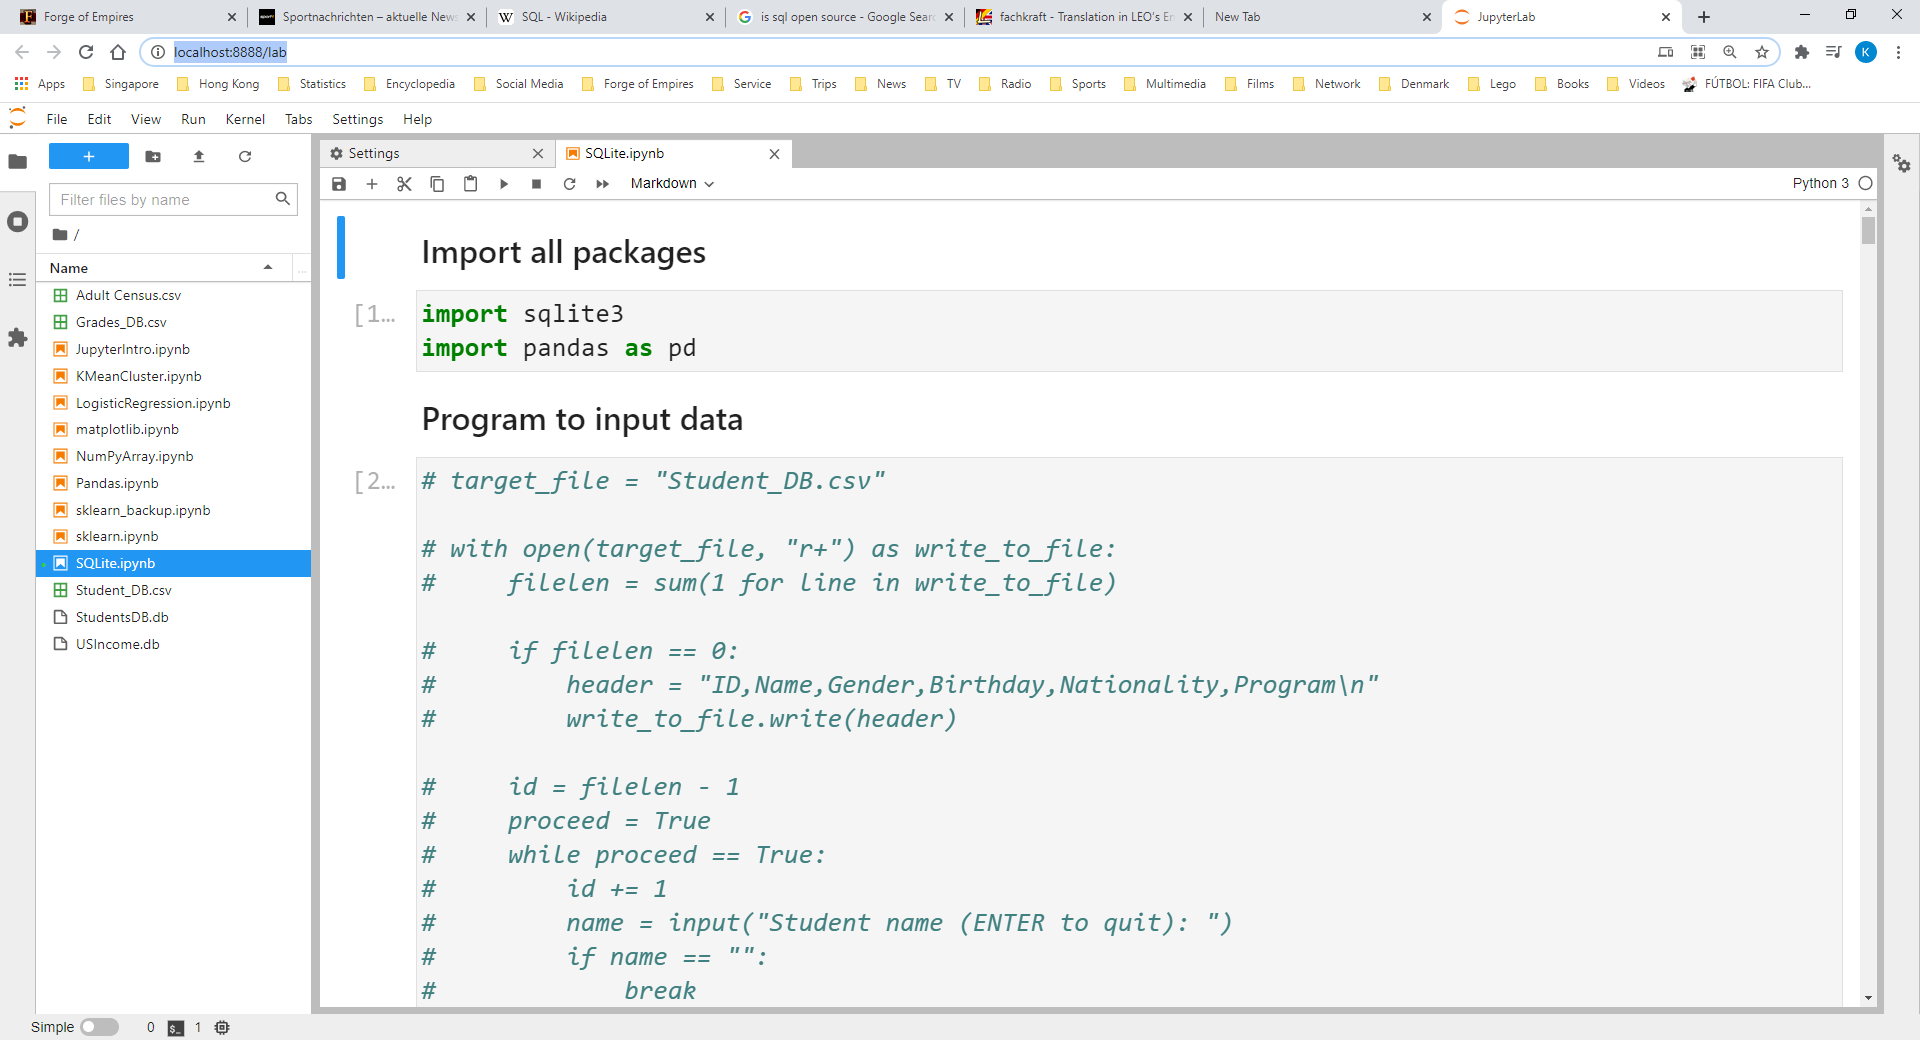 Forge of Empires
Sportnachrichten – aktuelle News
SQL - Wikipedia
is sql open source - Google Sear
fachkraft - Translation in LEO's En
New Tab
JupyterLab
localhost:8888/lab
K
Apps Singapore Hong Kong Statistics Encyclopedia Social Media Forge of Empires Service Trips News TV Radio Sports Multimedia Films Network Denmark Lego Books Videos FÚTBOL: FIFA Club...
File Edit View Run Kernel Tabs Settings Help
Settings
SQLite.ipynb
Markdown
Python 3
Filter files by name
/
Name
...
Adult Census.csv
Grades_DB.csv
JupyterIntro.ipynb
KMeanCluster.ipynb
LogisticRegression.ipynb
matplotlib.ipynb
NumPyArray.ipynb
Pandas.ipynb
sklearn_backup.ipynb
sklearn.ipynb
SQLite.ipynb
Student_DB.csv
StudentsDB.db
USIncome.db
Import all packages
[1…
import sqlite3
import pandas as pd
Program to input data
[2…
# target_file = "Student_DB.csv"
# with open(target_file, "r+") as write_to_file:
#     filelen = sum(1 for line in write_to_file)
#     if filelen == 0:
#         header = "ID,Name,Gender,Birthday,Nationality,Program\n"
#         write_to_file.write(header)
#     id = filelen - 1
#     proceed = True
#     while proceed == True:
#         id += 1
#         name = input("Student name (ENTER to quit): ")
#         if name == "":
#             break
Simple 0 $_ 1